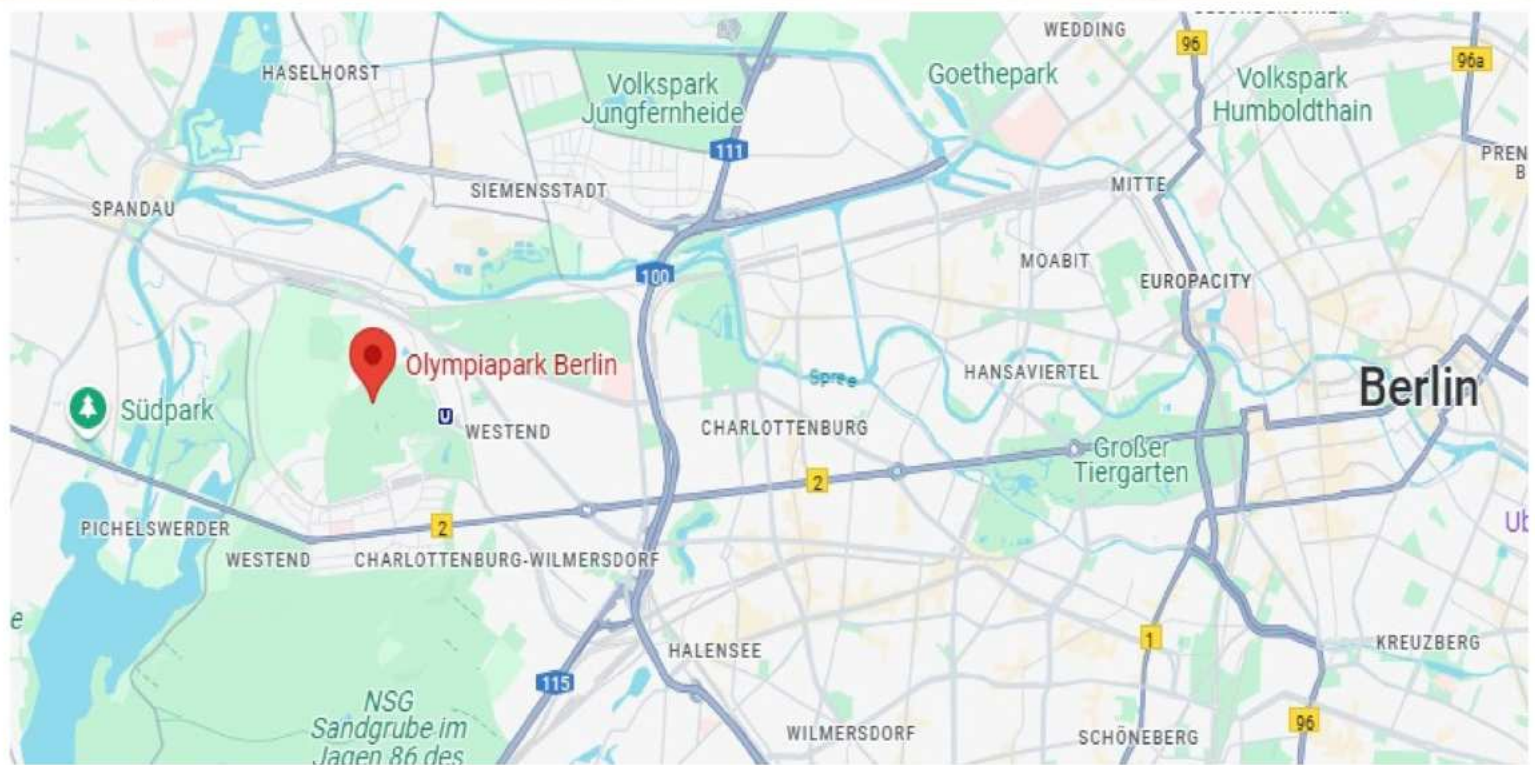 WEDDING
96
96a
HASELHORST
Volkspark
Jungfernheide
Goethepark
Volkspark
Humboldthain
111
PREN
B
SIEMENSSTADT
MITTE
SPANDAU
MOABIT
100
EUROPACITY
Olympiapark Berlin
Spree
HANSAVIERTEL
Berlin
Südpark
U
WESTEND
CHARLOTTENBURG
Großer
Tiergarten
2
PICHELSWERDER
2
Ub
WESTEND
CHARLOTTENBURG-WILMERSDORF
e
1
HALENSEE
KREUZBERG
115
NSG
Sandgrube im
Jagen 86 des
96
WILMERSDORF
SCHÖNEBERG